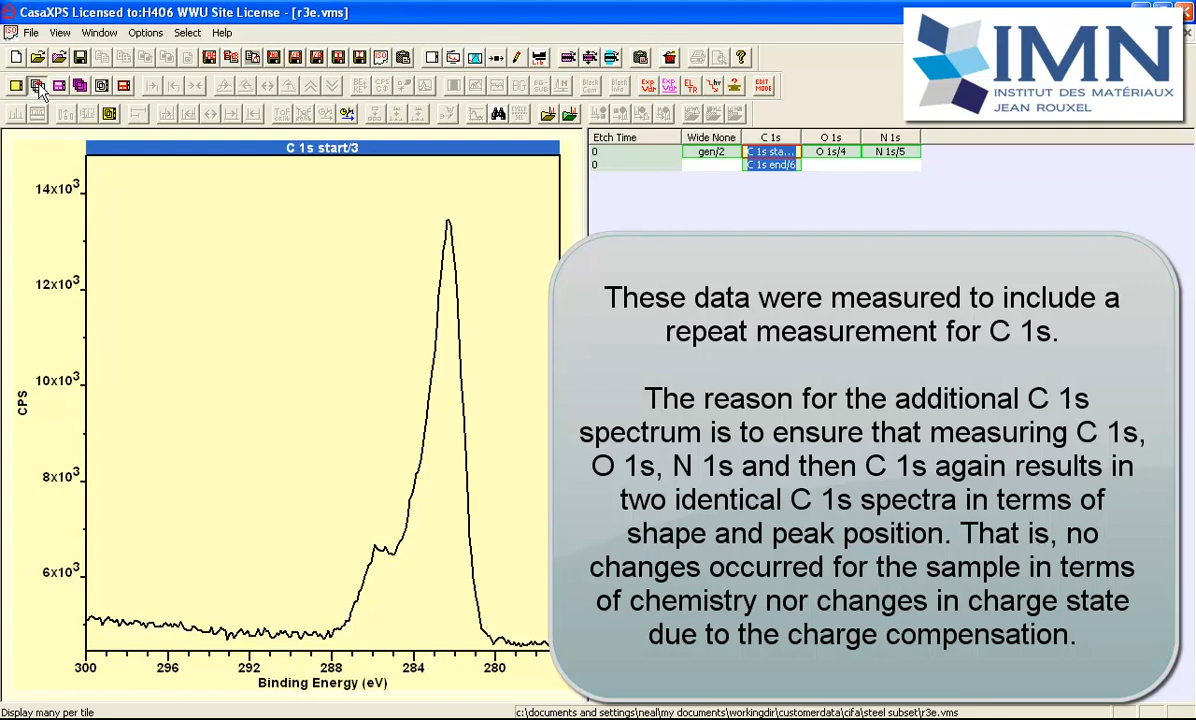 CasaXPS Licensed to:H406 WWU Site License - [r3e.vms]
File View Window Options Select Help
IMN
INSTITUT DES MATÉRIAUX
JEAN ROUXEL
C 1s start/3
14x10³
12x10³
10x10³
8x10³
6x10³
CPS
300 296 292 288 284 280
Binding Energy (eV)
Etch Time Wide None C 1s O 1s N 1s
0 gen/2 C 1s sta... O 1s/4 N 1s/5
0 C 1s end/6
These data were measured to include a
repeat measurement for C 1s.
The reason for the additional C 1s
spectrum is to ensure that measuring C 1s,
O 1s, N 1s and then C 1s again results in
two identical C 1s spectra in terms of
shape and peak position. That is, no
changes occurred for the sample in terms
of chemistry nor changes in charge state
due to the charge compensation.
Display many per tile
c:\documents and settings\neal\my documents\workingdir\customerdata\cifa\steel subset\r3e.vms